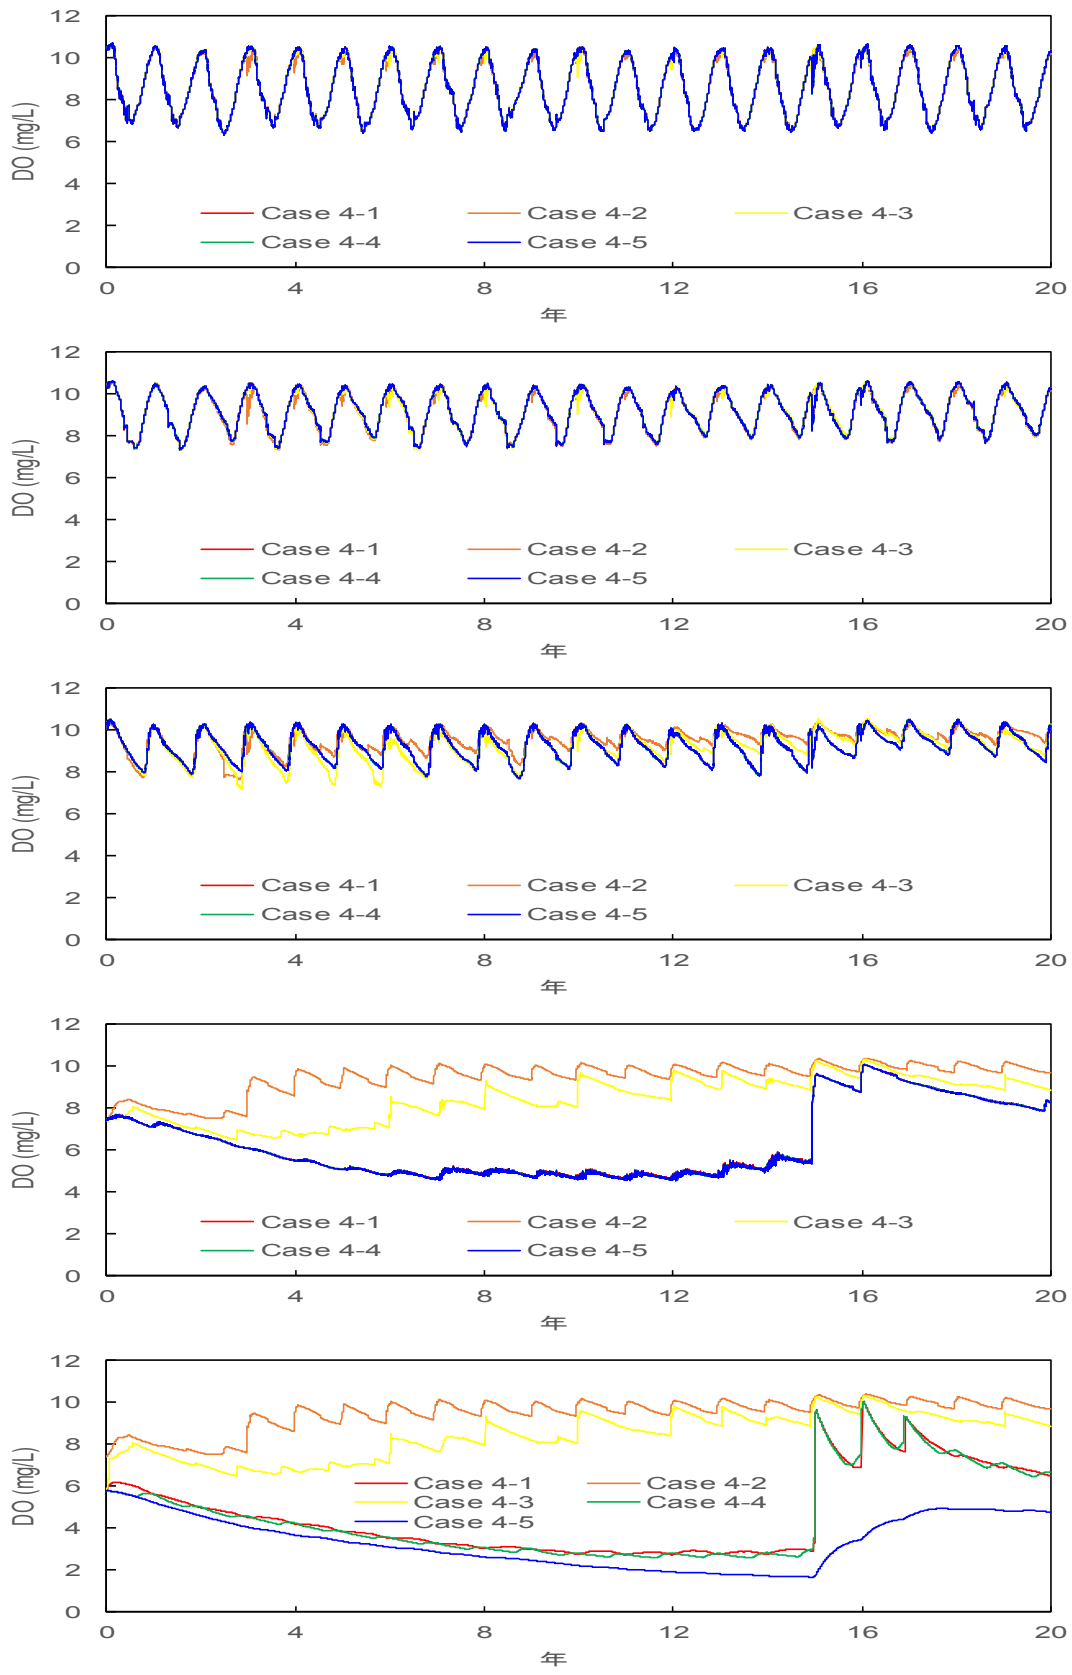 12
10
8
6
4
2
0
DO (mg/L)
Case 4-1 Case 4-2 Case 4-3
Case 4-4 Case 4-5
0 4 8 12 16 20
年
12
10
8
6
4
2
0
DO (mg/L)
Case 4-1 Case 4-2 Case 4-3
Case 4-4 Case 4-5
0 4 8 12 16 20
年
12
10
8
6
4
2
0
DO (mg/L)
Case 4-1 Case 4-2 Case 4-3
Case 4-4 Case 4-5
0 4 8 12 16 20
年
12
10
8
6
4
2
0
DO (mg/L)
Case 4-1 Case 4-2 Case 4-3
Case 4-4 Case 4-5
0 4 8 12 16 20
年
12
10
8
6
4
2
0
DO (mg/L)
Case 4-1 Case 4-2
Case 4-3 Case 4-4
Case 4-5
0 4 8 12 16 20
年